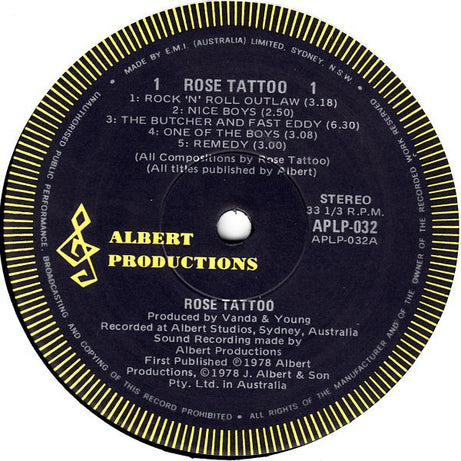 MADE BY E.M.I. (AUSTRALIA) LIMITED, SYDNEY, N.S.W.
1 ROSE TATTOO 1
1: ROCK 'N' ROLL OUTLAW (3.18)
2: NICE BOYS (2.50)
3: THE BUTCHER AND FAST EDDY (6.30)
4: ONE OF THE BOYS (3.08)
5: REMEDY (3.00)
(All Compositions by Rose Tattoo)
(All titles published by Albert)
STEREO
33 1/3 R.P.M.
APLP-032
APLP-032A
ALBERT
PRODUCTIONS
ROSE TATTOO
Produced by Vanda & Young
Recorded at Albert Studios, Sydney, Australia
Sound Recording made by
Albert Productions
First Published ℗ 1978 Albert
Productions, © 1978 J. Albert & Son
Pty. Ltd. in Australia
UNAUTHORISED PUBLIC PERFORMANCE, BROADCASTING AND COPYING OF THIS RECORD PROHIBITED • ALL RIGHTS OF THE MANUFACTURER AND OF THE OWNER OF THE RECORDED WORK RESERVED